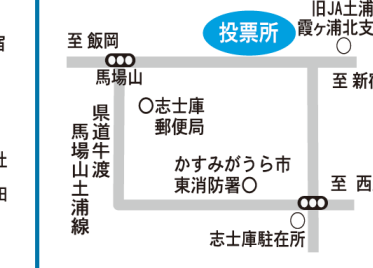 旧JA土浦
霞ヶ浦北支
投票所
至 飯岡
馬場山
至 新
志士庫
郵便局
県道牛渡
馬場山土浦線
かすみがうら市
東消防署
至 西
志士庫駐在所